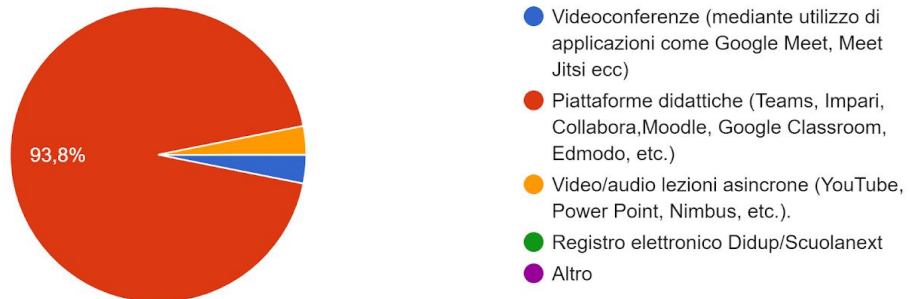 93,8%
Videoconferenze (mediante utilizzo di
applicazioni come Google Meet, Meet
Jitsi ecc)
Piattaforme didattiche (Teams, Impari,
Collabora,Moodle, Google Classroom,
Edmodo, etc.)
Video/audio lezioni asincrone (YouTube,
Power Point, Nimbus, etc.).
Registro elettronico Didup/Scuolanext
Altro